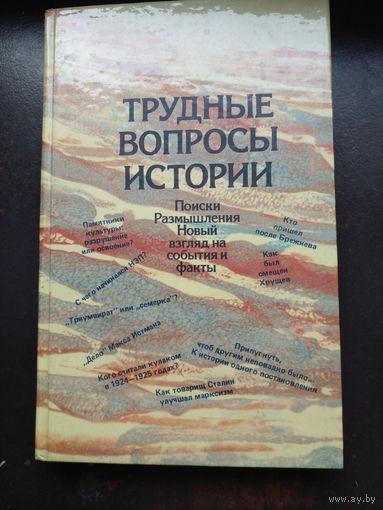 ТРУДНЫЕ
ВОПРОСЫ
ИСТОРИИ
Поиски
Размышления
Новый
взгляд на
события и
факты
Памятники
культуры:
разрушение
или освоение?
Кто
пришел
после Брежнева
С чего начинался НЭП?
Как
был
смещен
Хрущев
„Триумвират" или „семерка"?
„Дело" Макса Истмана
Припугнуть,
чтоб другим неповадно было...
К истории одного постановления
Кого считали кулаком
в 1924—1925 годах?
Как товарищ Сталин
улучшал марксизм
www.ay.by